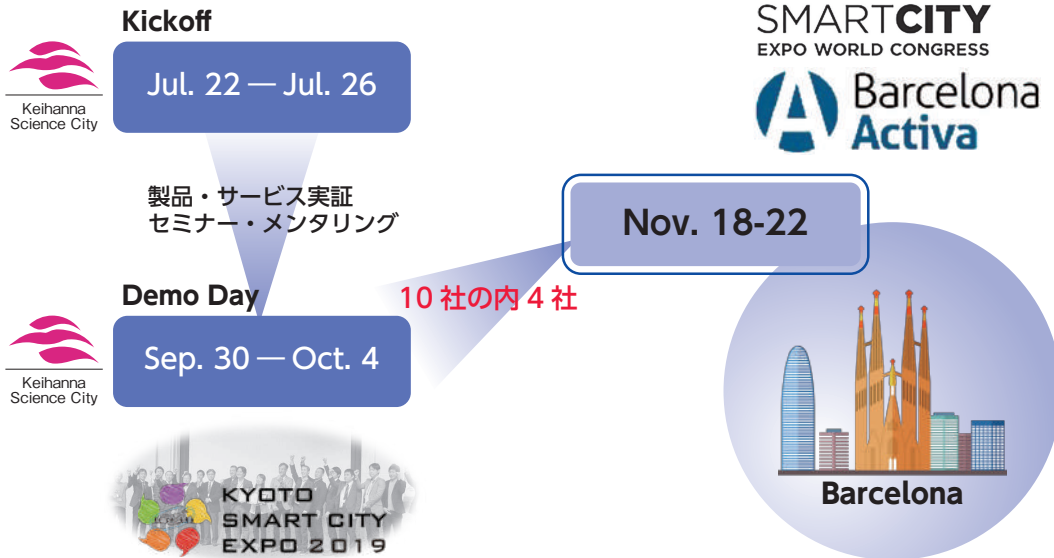 Kickoff
Keihanna
Science City
Jul. 22 — Jul. 26
製品・サービス実証
セミナー・メンタリング
Demo Day
Keihanna
Science City
Sep. 30 — Oct. 4
KYOTO
SMART CITY
EXPO 2019
10 社の内 4 社
SMARTCITY
EXPO WORLD CONGRESS
Barcelona
Activa
Nov. 18-22
Barcelona